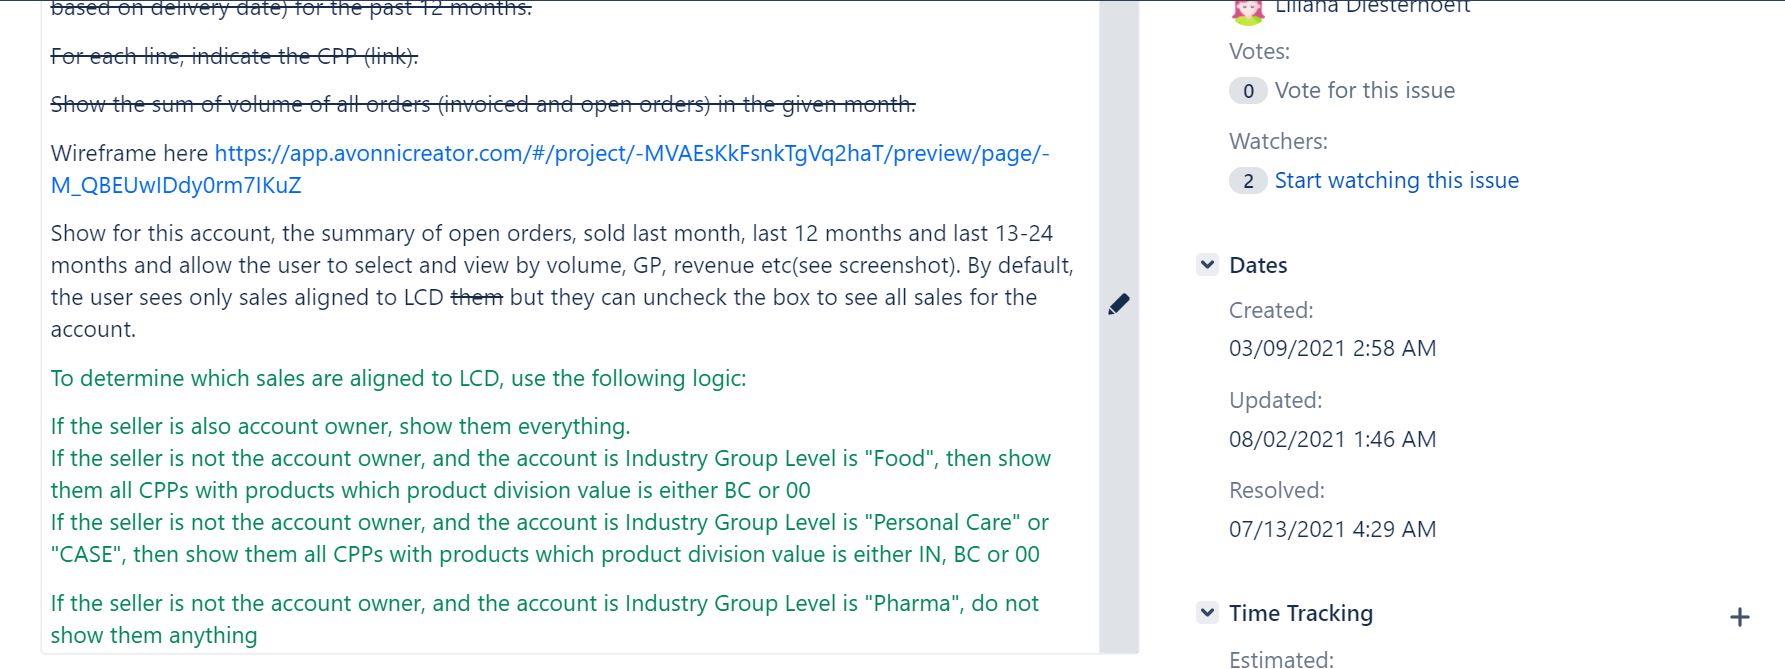 based on delivery date) for the past 12 months.
For each line, indicate the CPP (link).
Show the sum of volume of all orders (invoiced and open orders) in the given month.
Wireframe here https://app.avonnicreator.com/#/project/-MVAEsKkFsnkTgVq2haT/preview/page/-
M_QBEUwIDdy0rm7IKuZ
Show for this account, the summary of open orders, sold last month, last 12 months and last 13-24
months and allow the user to select and view by volume, GP, revenue etc(see screenshot). By default,
the user sees only sales aligned to LCD them but they can uncheck the box to see all sales for the
account.
To determine which sales are aligned to LCD, use the following logic:
If the seller is also account owner, show them everything.
If the seller is not the account owner, and the account is Industry Group Level is "Food", then show
them all CPPs with products which product division value is either BC or 00
If the seller is not the account owner, and the account is Industry Group Level is "Personal Care" or
"CASE", then show them all CPPs with products which product division value is either IN, BC or 00
If the seller is not the account owner, and the account is Industry Group Level is "Pharma", do not
show them anything
Liliana Diesterhoeft
Votes:
0 Vote for this issue
Watchers:
2 Start watching this issue
Dates
Created:
03/09/2021 2:58 AM
Updated:
08/02/2021 1:46 AM
Resolved:
07/13/2021 4:29 AM
Time Tracking
Estimated: